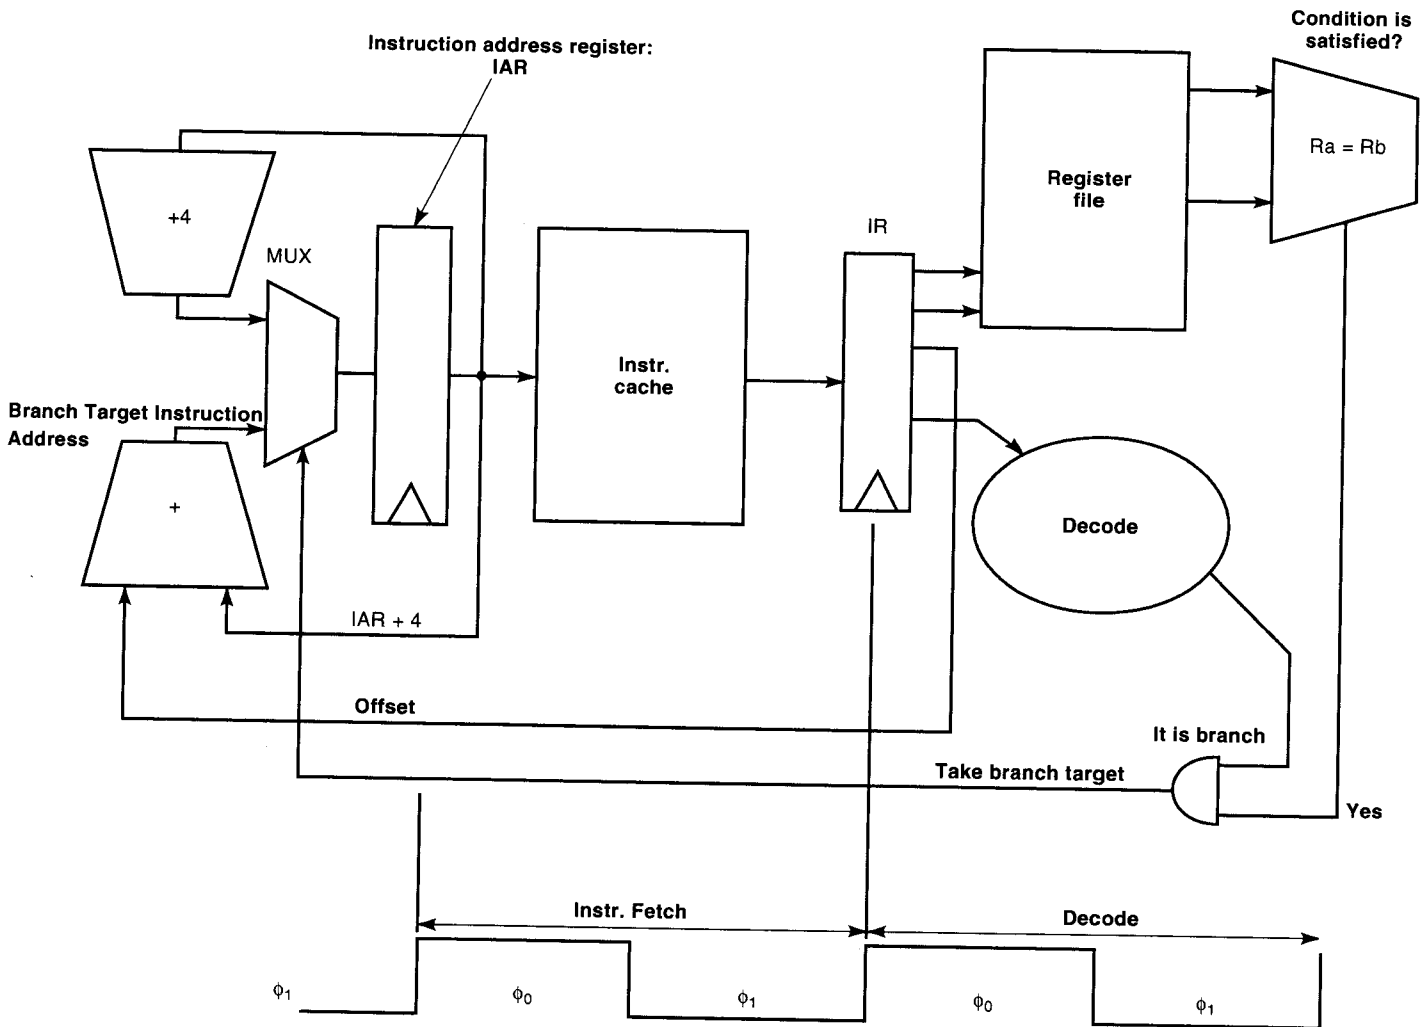 Condition is
satisfied?
Instruction address register:
IAR
+4
MUX
IR
Register
file
Ra = Rb
Instr.
cache
Branch Target Instruction
Address
+
Decode
IAR + 4
Offset
It is branch
Take branch target
Yes
Instr. Fetch
Decode
ϕ1
ϕ0
ϕ1
ϕ0
ϕ1